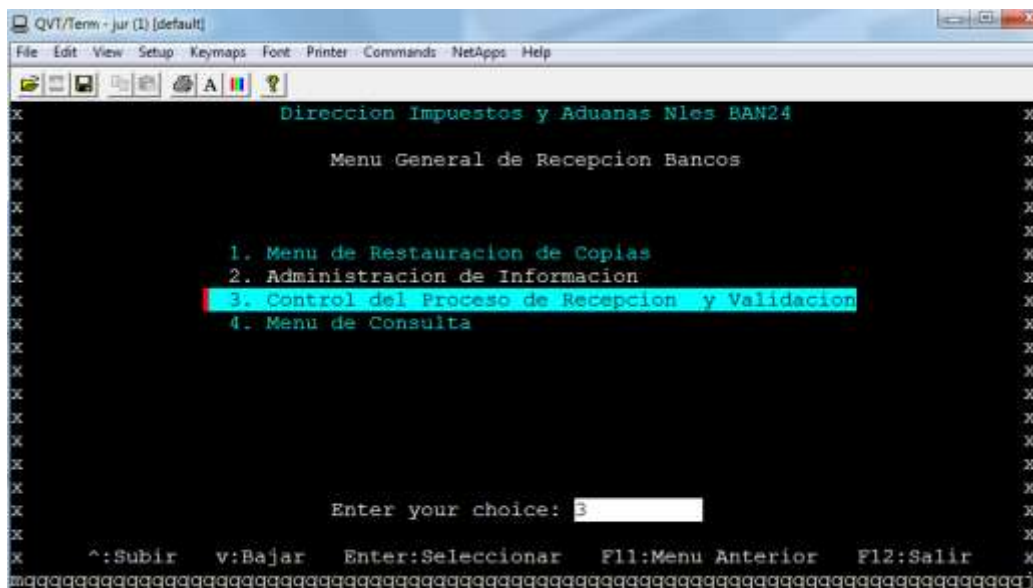 QVT/Term - jur (1) [default]
File Edit View Setup Keymaps Font Printer Commands NetApps Help
x Direccion Impuestos y Aduanas Nles BAN24 x
x x
x Menu General de Recepcion Bancos x
x x
x x
x x
x 1. Menu de Restauracion de Copias x
x 2. Administracion de Informacion x
x 3. Control del Proceso de Recepcion y Validacion x
x 4. Menu de Consulta x
x x
x x
x x
x x
x x
x x
x x
x Enter your choice: 3 x
x x
x ^:Subir v:Bajar Enter:Seleccionar F11:Menu Anterior F12:Salir x